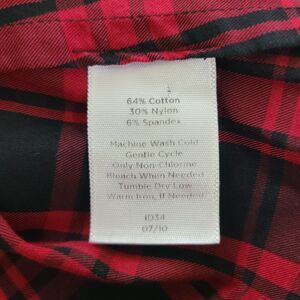 64% Cotton
30% Nylon
6% Spandex
Machine Wash Cold
Gentle Cycle
Only Non-Chlorine
Bleach When Needed
Tumble Dry Low
Warm Iron, If Needed
ID34
07/10